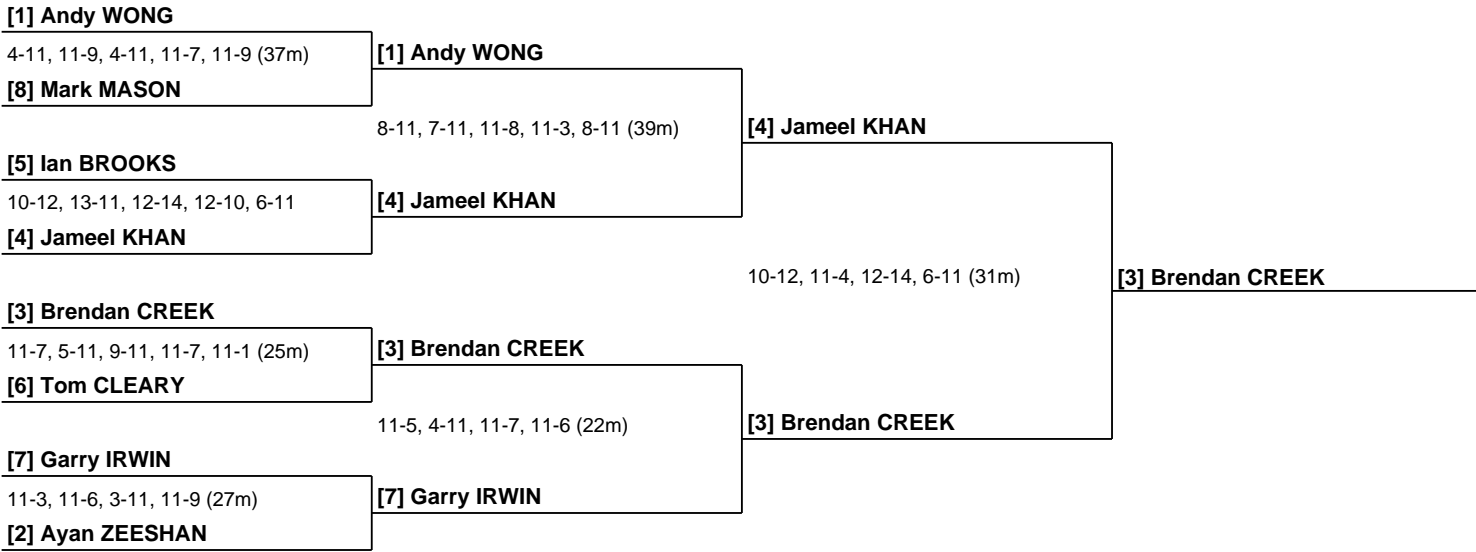 [1] Andy WONG
4-11, 11-9, 4-11, 11-7, 11-9 (37m)
[1] Andy WONG
[8] Mark MASON
8-11, 7-11, 11-8, 11-3, 8-11 (39m)
[4] Jameel KHAN
[5] Ian BROOKS
10-12, 13-11, 12-14, 12-10, 6-11
[4] Jameel KHAN
[4] Jameel KHAN
10-12, 11-4, 12-14, 6-11 (31m)
[3] Brendan CREEK
[3] Brendan CREEK
11-7, 5-11, 9-11, 11-7, 11-1 (25m)
[3] Brendan CREEK
[6] Tom CLEARY
11-5, 4-11, 11-7, 11-6 (22m)
[3] Brendan CREEK
[7] Garry IRWIN
11-3, 11-6, 3-11, 11-9 (27m)
[7] Garry IRWIN
[2] Ayan ZEESHAN